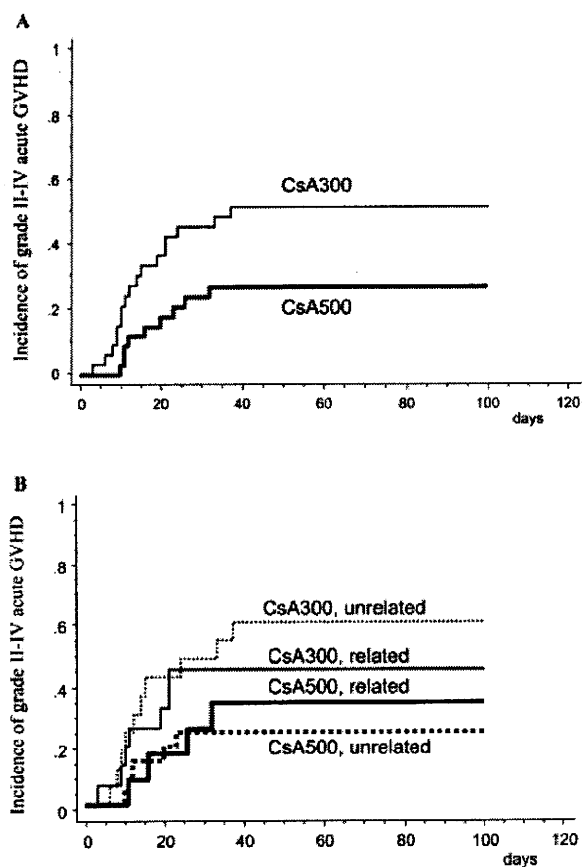 A
Incidence of grade II-IV acute GVHD
1
.8
.6
.4
.2
0
CsA300
CsA500
0 20 40 60 80 100 120
days
B
Incidence of grade II-IV acute GVHD
1
.8
.6
.4
.2
0
CsA300, unrelated
CsA300, related
CsA500, related
CsA500, unrelated
0 20 40 60 80 100 120
days